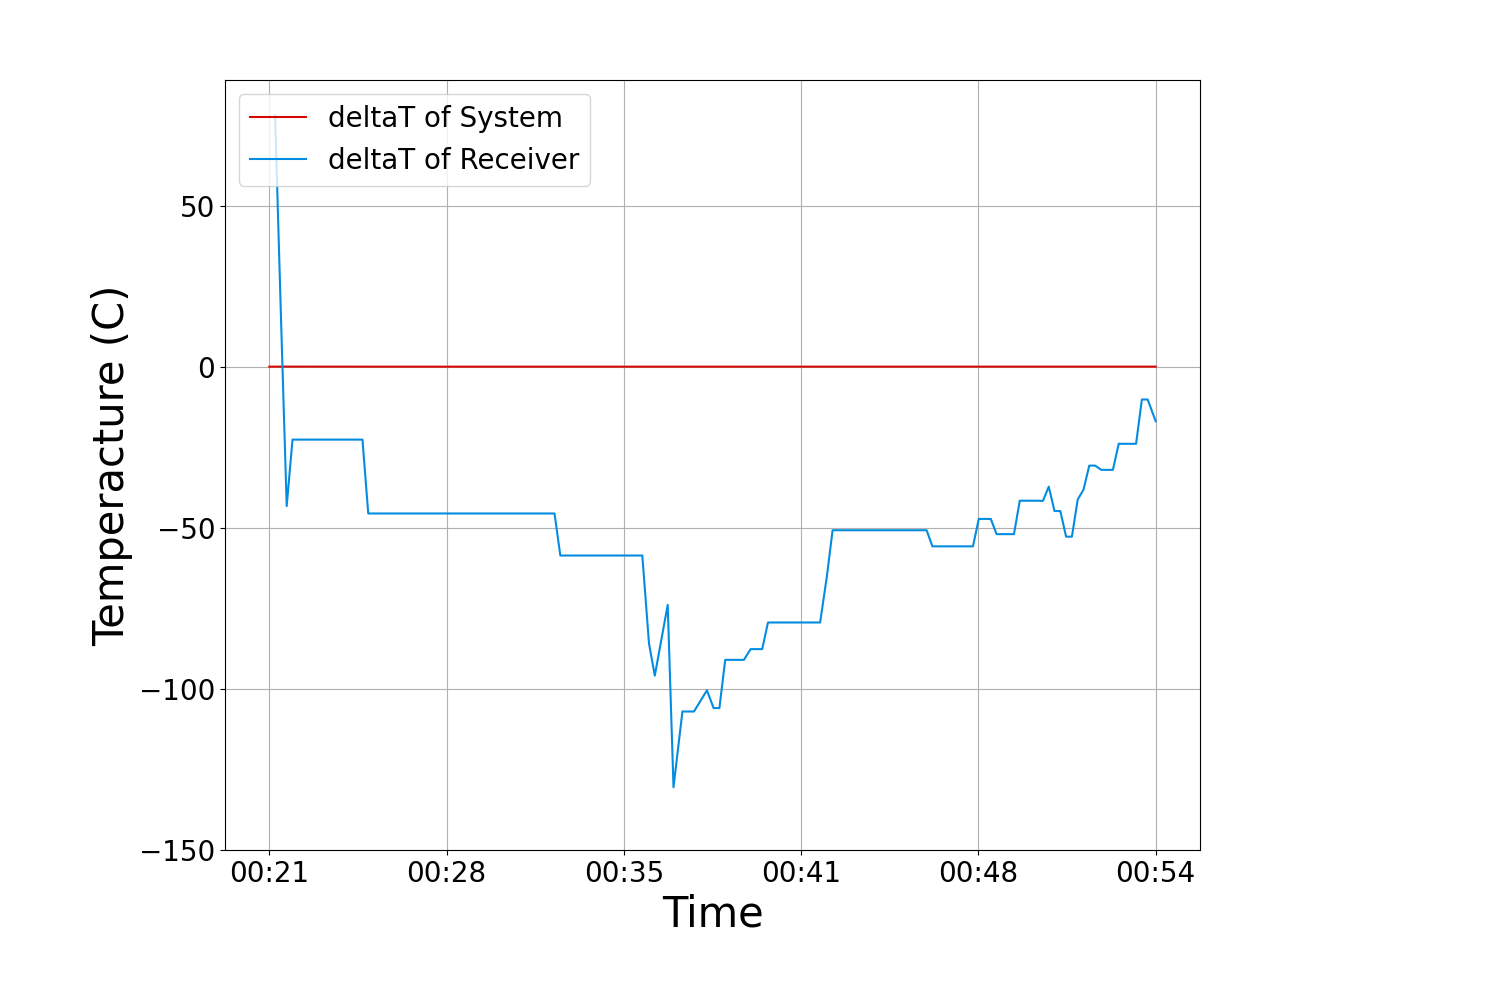 deltaT of System
deltaT of Receiver
50
0
−50
−100
−150
Temperacture (C)
00:21 00:28 00:35 00:41 00:48 00:54
Time